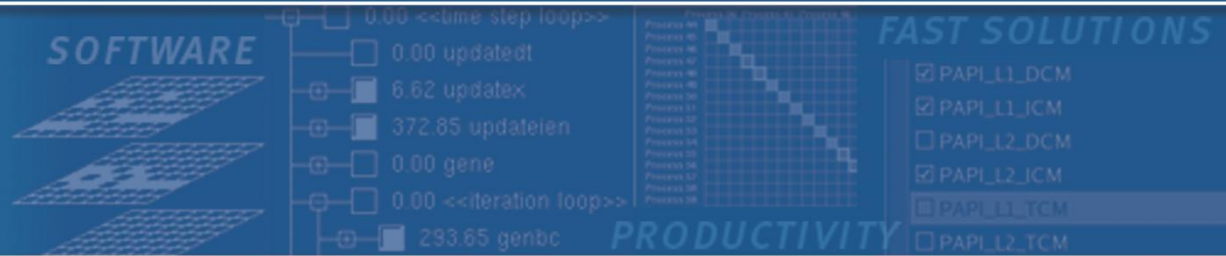 SOFTWARE
0.00 <<time step loop>>
0.00 updatedt
6.62 updatex
372.85 updateien
0.00 gene
0.00 <<iteration loop>>
293.65 genbc
PRODUCTIVITY
FAST SOLUTIONS
PAPI_L1_DCM
PAPI_L1_ICM
PAPI_L2_DCM
PAPI_L2_ICM
PAPI_L1_TCM
PAPI_L2_TCM